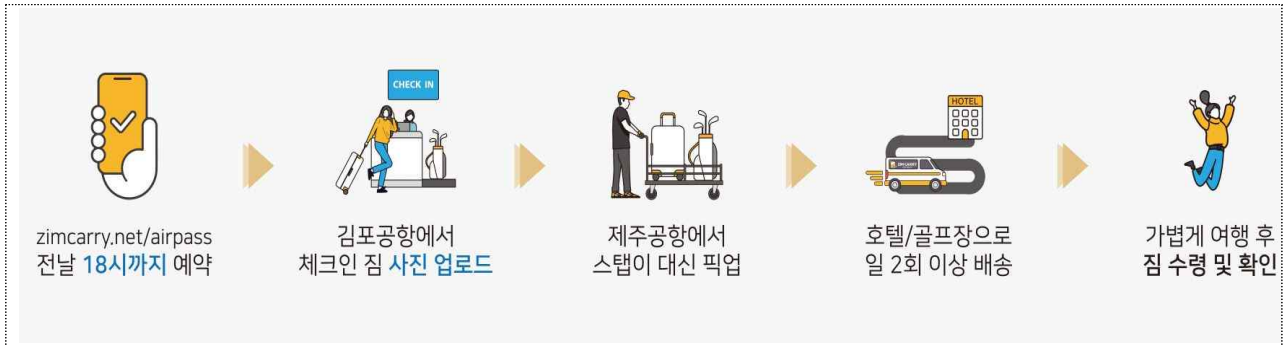 CHECK IN
HOTEL
ZIM CARRY
zimcarry.net/airpass
전날 18시까지 예약
김포공항에서
체크인 짐 사진 업로드
제주공항에서
스탭이 대신 픽업
호텔/골프장으로
일 2회 이상 배송
가볍게 여행 후
짐 수령 및 확인